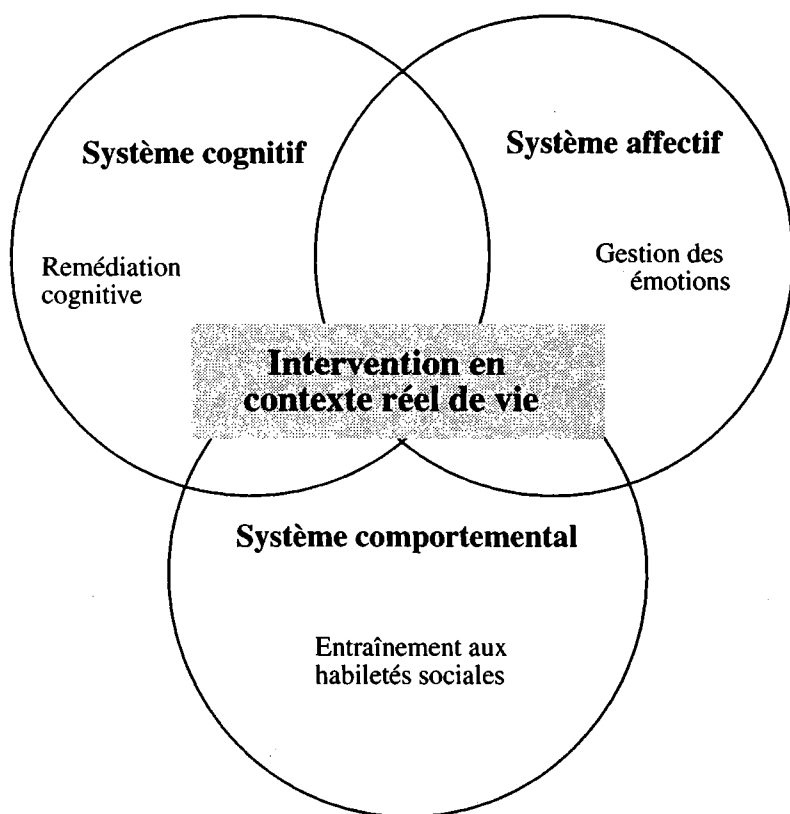 Système cognitif
Système affectif
Remédiation
cognitive
Gestion des
émotions
Intervention en
contexte réel de vie
Système comportemental
Entraînement aux
habiletés sociales